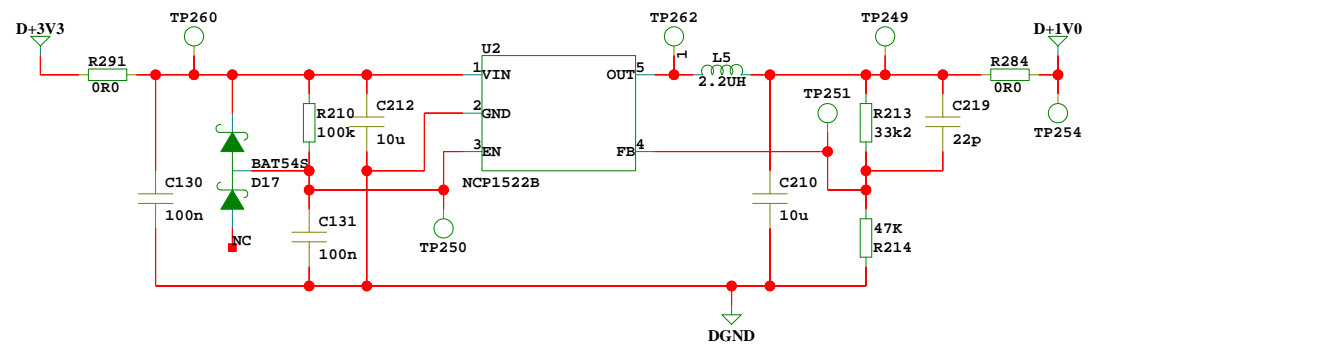 D+3V3
TP260
TP262
TP249
D+1V0
R291
0R0
U2
1
VIN
OUT
5
1
L5
2.2UH
R284
0R0
R210
100k
C212
10u
2
GND
TP251
R213
33k2
C219
22p
TP254
BAT54S
D17
3
EN
FB
4
NCP1522B
C130
100n
C131
100n
NC
TP250
C210
10u
47K
R214
DGND